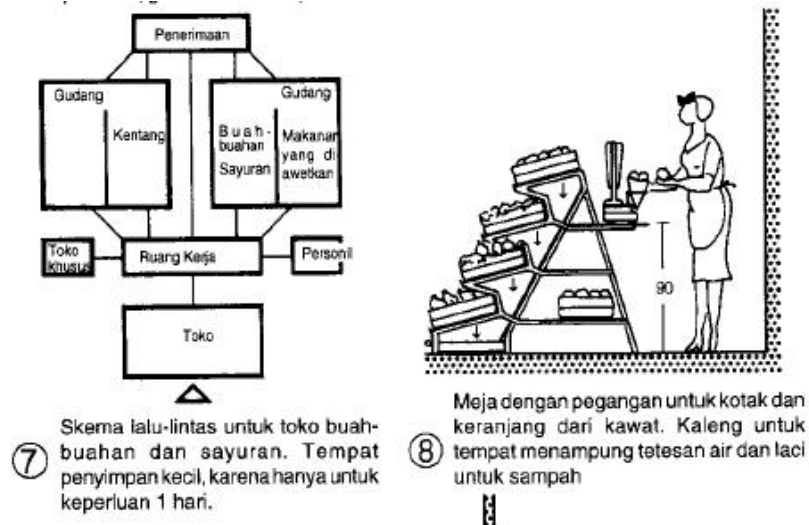 Penerimaan
Gudang
Kentang
Gudang
Buah-
buahan
Sayuran
Makanan
yang di
awetkan
Toko
khusus
Ruang Kerja
Personil
Toko
7
Skema lalu-lintas untuk toko buah-
buahan dan sayuran. Tempat
penyimpan kecil, karena hanya untuk
keperluan 1 hari.
90
8
Meja dengan pegangan untuk kotak dan
keranjang dari kawat. Kaleng untuk
tempat menampung tetesan air dan laci
untuk sampah